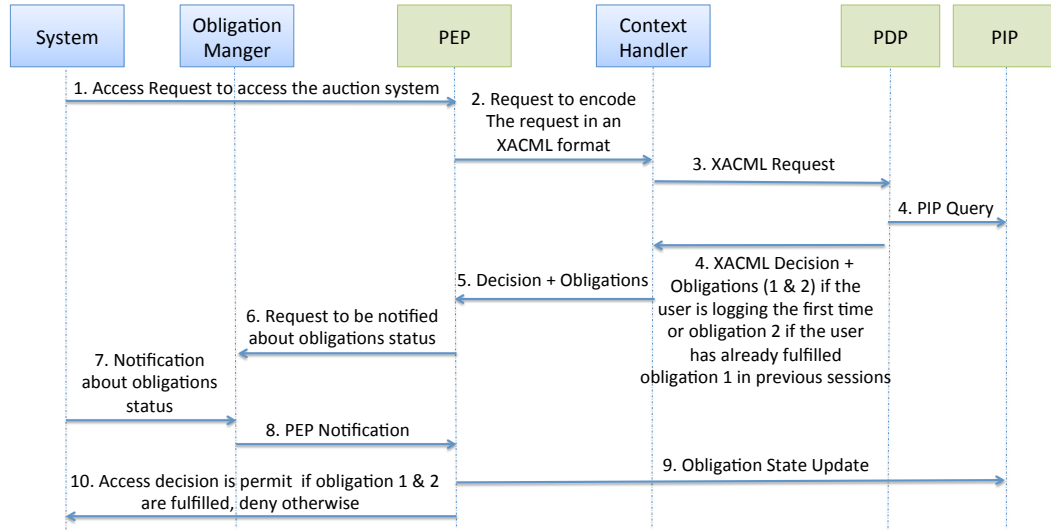 System
Obligation
Manger
PEP
Context
Handler
PDP
PIP
1. Access Request to access the auction system
2. Request to encode
The request in an
XACML format
3. XACML Request
4. PIP Query
4. XACML Decision +
Obligations (1 & 2) if the
user is logging the first time
or obligation 2 if the user
has already fulfilled
obligation 1 in previous sessions
5. Decision + Obligations
6. Request to be notified
about obligations status
7. Notification
about obligations
status
8. PEP Notification
9. Obligation State Update
10. Access decision is permit if obligation 1 & 2
are fulfilled, deny otherwise